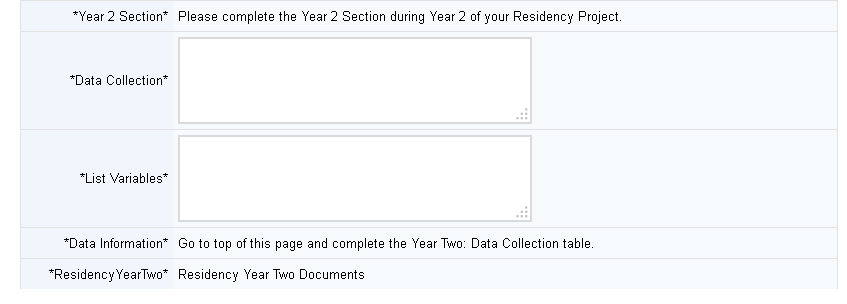 *Year 2 Section* Please complete the Year 2 Section during Year 2 of your Residency Project.
*Data Collection*
*List Variables*
*Data Information* Go to top of this page and complete the Year Two: Data Collection table.
*ResidencyYearTwo* Residency Year Two Documents